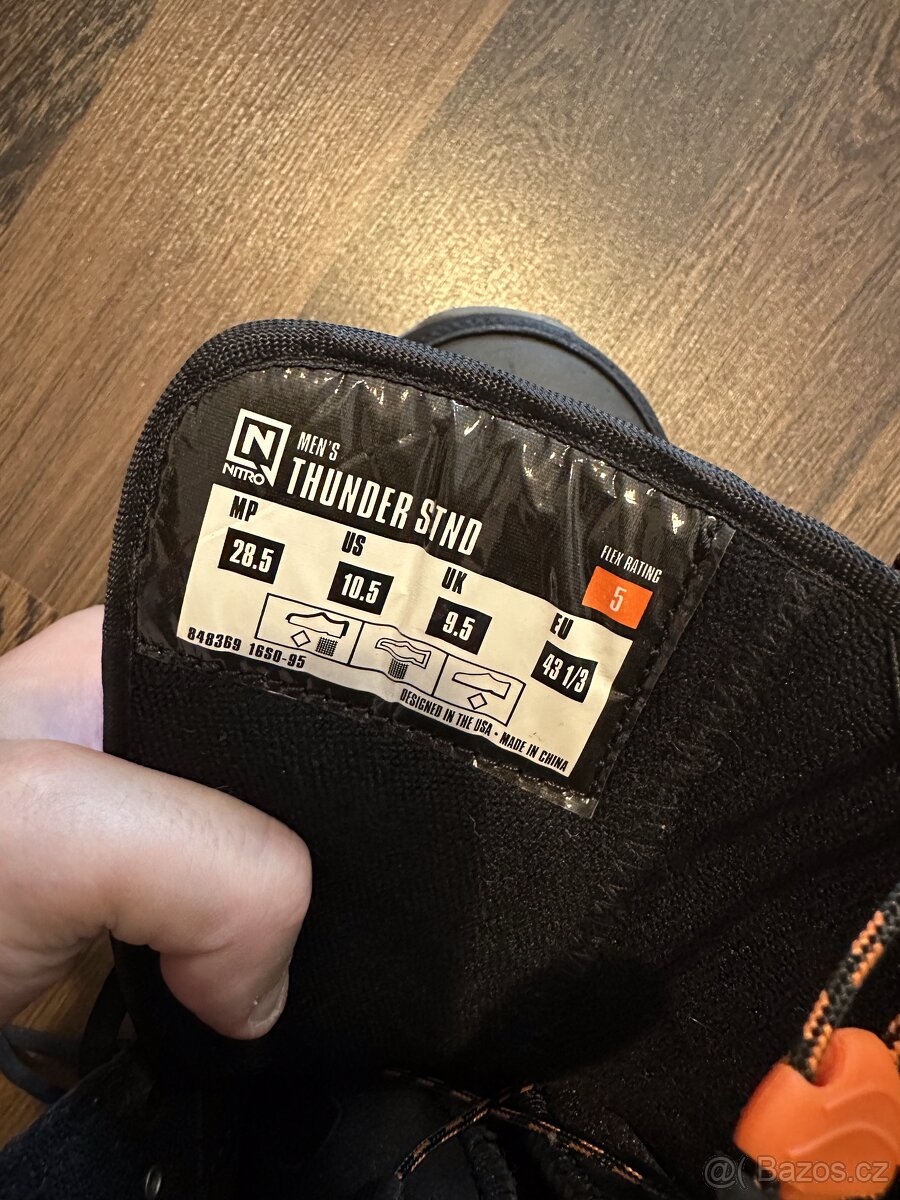 N
NITRO
MEN'S
THUNDER STND
FLEX RATING
5
MP
28.5
US
10.5
UK
9.5
EU
43 1/3
848369 16S0-95
DESIGNED IN THE USA • MADE IN CHINA
@ Bazos.cz